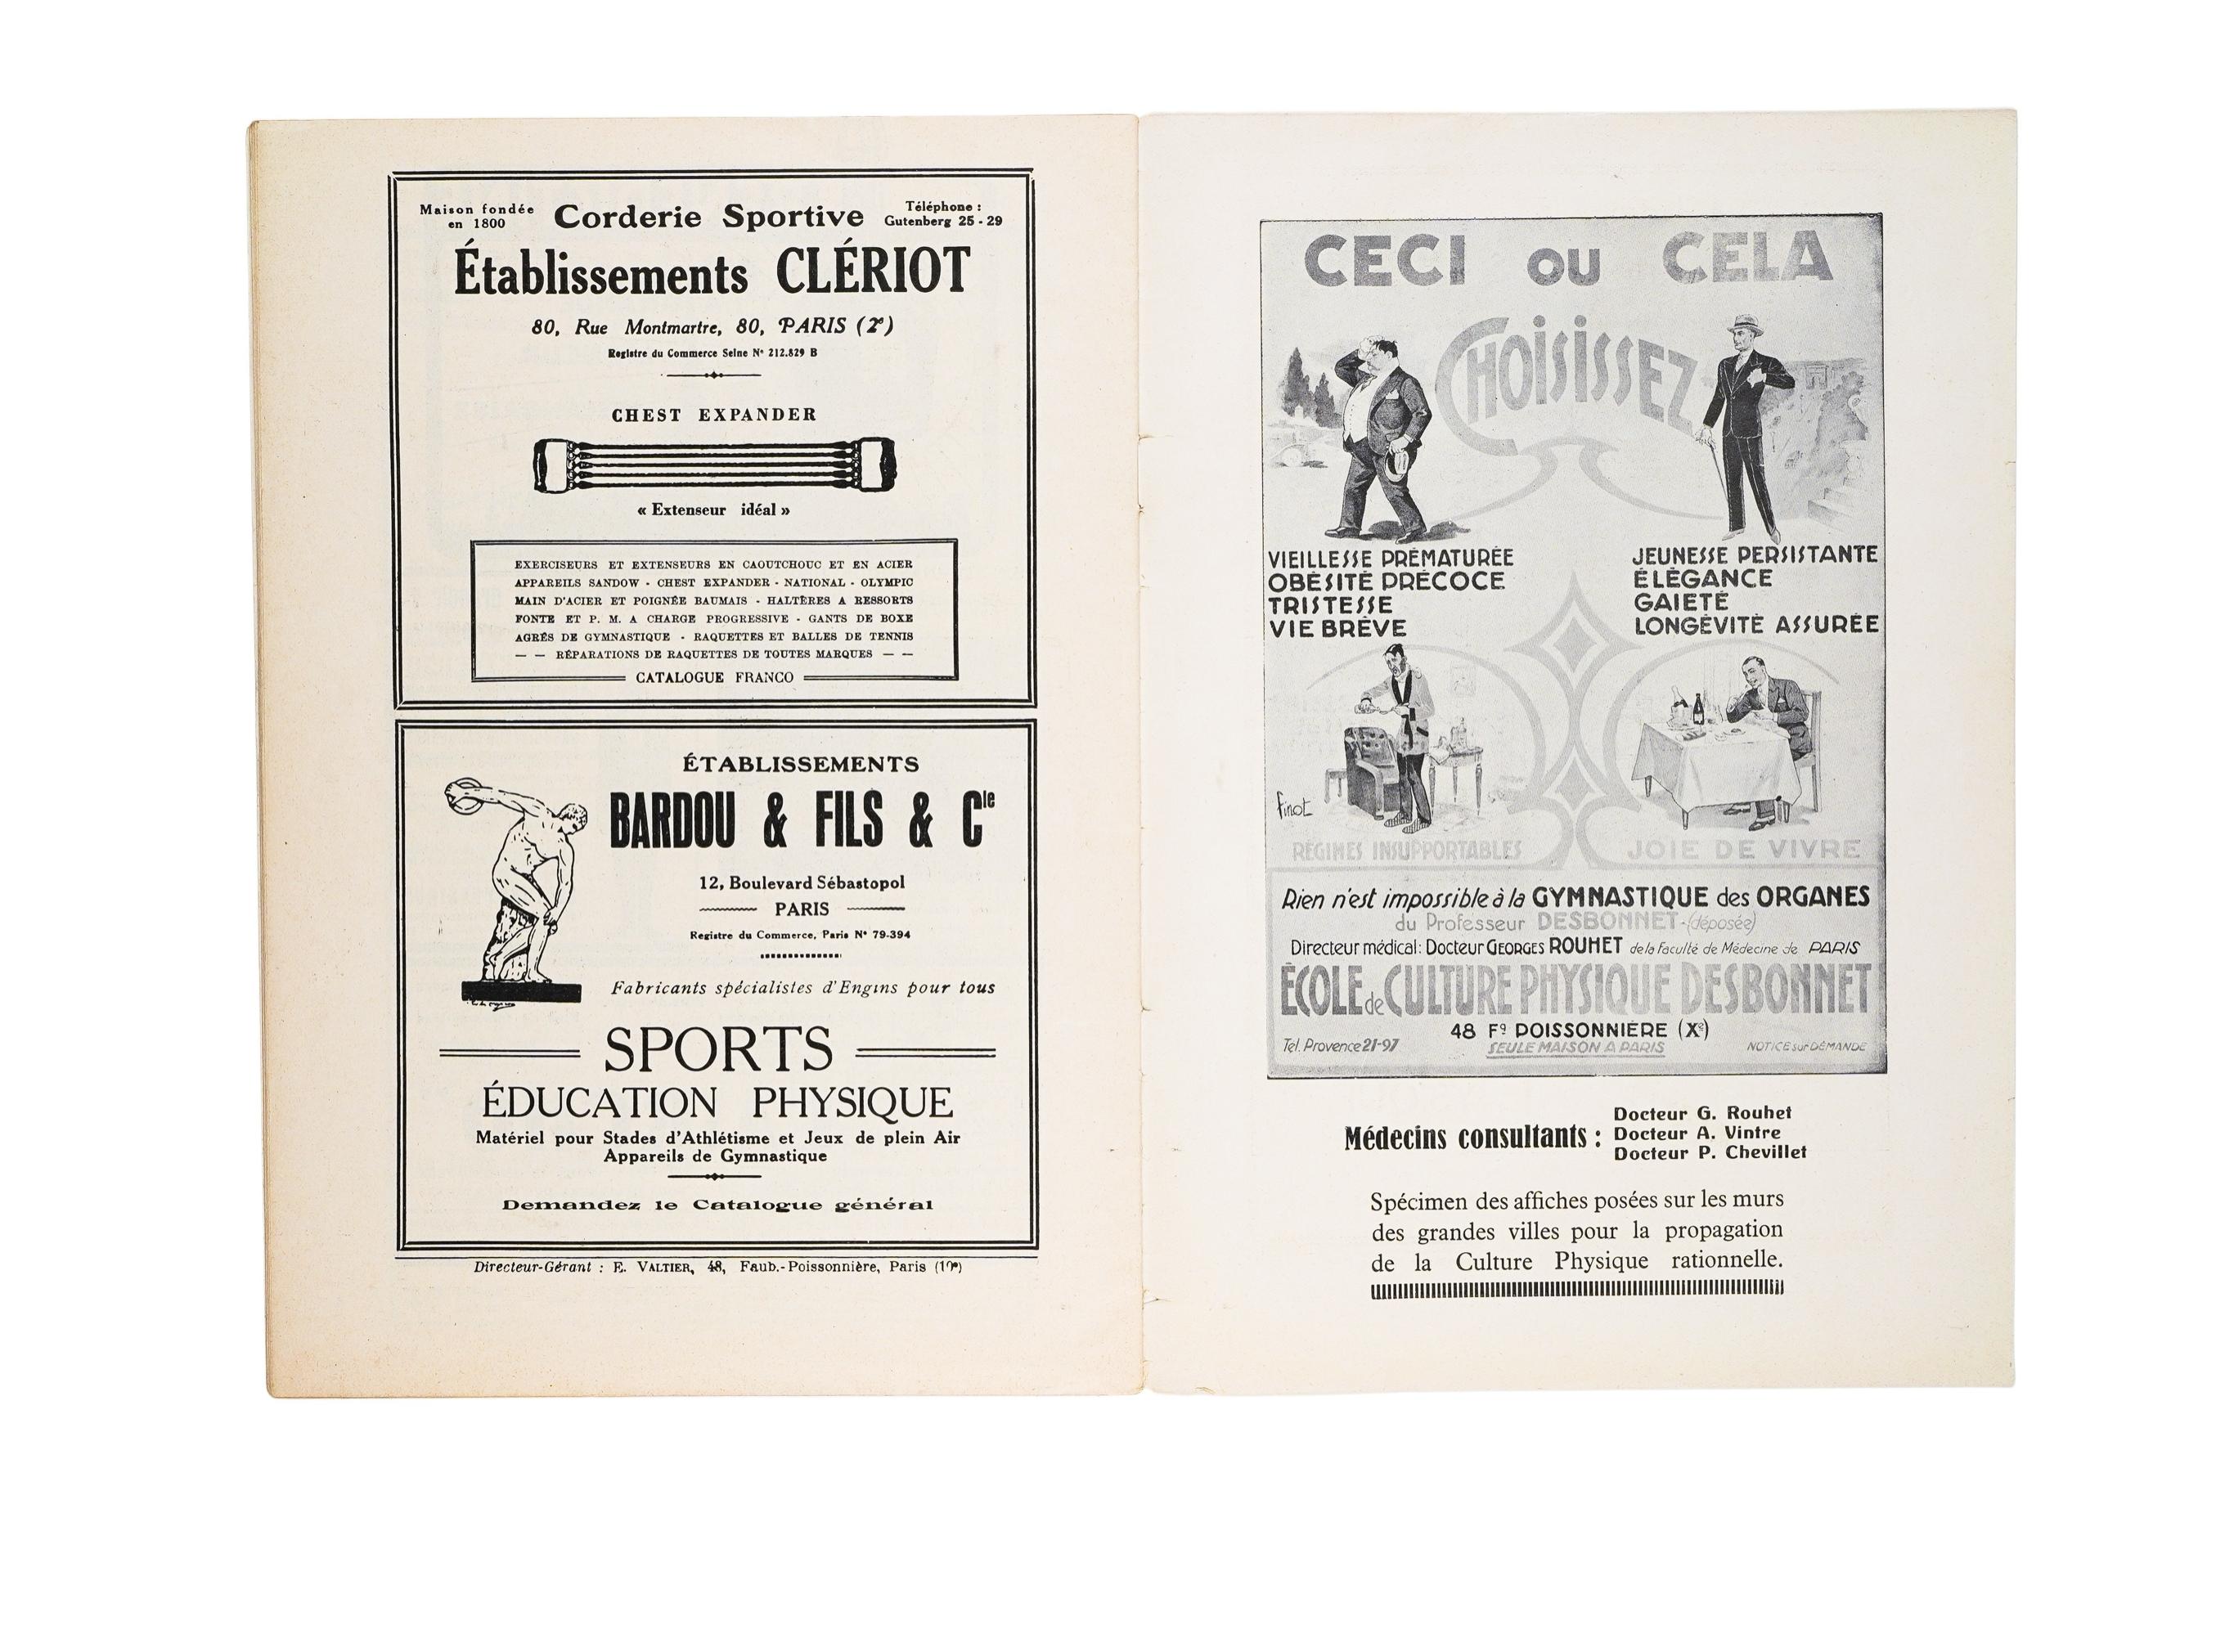 Maison fondée
en 1800
Corderie Sportive
Téléphone :
Gutenberg 25-29
Établissements CLÉRIOT
80, Rue Montmartre, 80, PARIS (2e)
Registre du Commerce Seine N° 212.829 B
CHEST EXPANDER
« Extenseur idéal »
EXERCISEURS ET EXTENSEURS EN CAOUTCHOUC ET EN ACIER
APPAREILS SANDOW - CHEST EXPANDER - NATIONAL - OLYMPIC
MAIN D'ACIER ET POIGNÉE BAUMAIS - HALTÈRES A RESSORTS
FONTE ET P. M. A CHARGE PROGRESSIVE - GANTS DE BOXE
AGRÈS DE GYMNASTIQUE - RAQUETTES ET BALLES DE TENNIS
— — RÉPARATIONS DE RAQUETTES DE TOUTES MARQUES — —
CATALOGUE FRANCO
ÉTABLISSEMENTS
BARDOU & FILS & Cie
12, Boulevard Sébastopol
PARIS
Registre du Commerce, Paris N° 79-394
Fabricants spécialistes d'Engins pour tous
SPORTS
ÉDUCATION PHYSIQUE
Matériel pour Stades d'Athlétisme et Jeux de plein Air
Appareils de Gymnastique
Demandez le Catalogue général
Directeur-Gérant : E. VALTIER, 48, Faub.-Poissonnière, Paris (10e)
CECI OU CELA
CHOISISSEZ
VIEILLESSE PRÉMATURÉE
OBÉSITÉ PRÉCOCE
TRISTESSE
VIE BRÈVE
JEUNESSE PERSISTANTE
ÉLÉGANCE
GAIETÉ
LONGÉVITÉ ASSURÉE
Finot
RÉGIMES INSUPPORTABLES
JOIE DE VIVRE
Rien n'est impossible à la GYMNASTIQUE des ORGANES
du Professeur DESBONNET-(déposée)
Directeur médical: Docteur GEORGES ROUHET de la Faculté de Médecine de PARIS
ÉCOLE de CULTURE PHYSIQUE DESBONNET
48 Fg POISSONNIÈRE (Xe)
Tél. Provence 21-97
SEULE MAISON A PARIS
NOTICE sur DEMANDE
Médecins consultants :
Docteur G. Rouhet
Docteur A. Vintre
Docteur P. Chevillet
Spécimen des affiches posées sur les murs
des grandes villes pour la propagation
de la Culture Physique rationnelle.